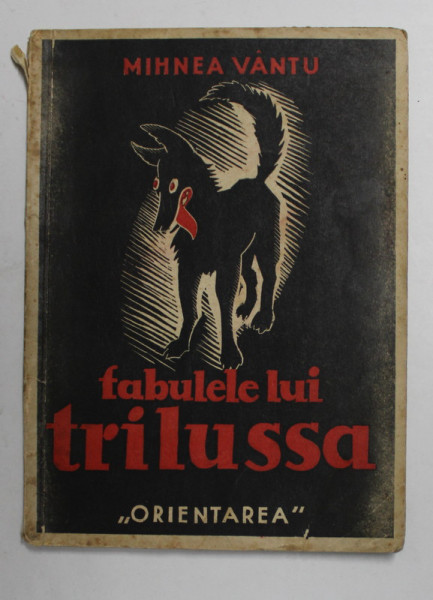 MIHNEA VÂNTU
fabulele lui
trilussa
„ORIENTAREA"